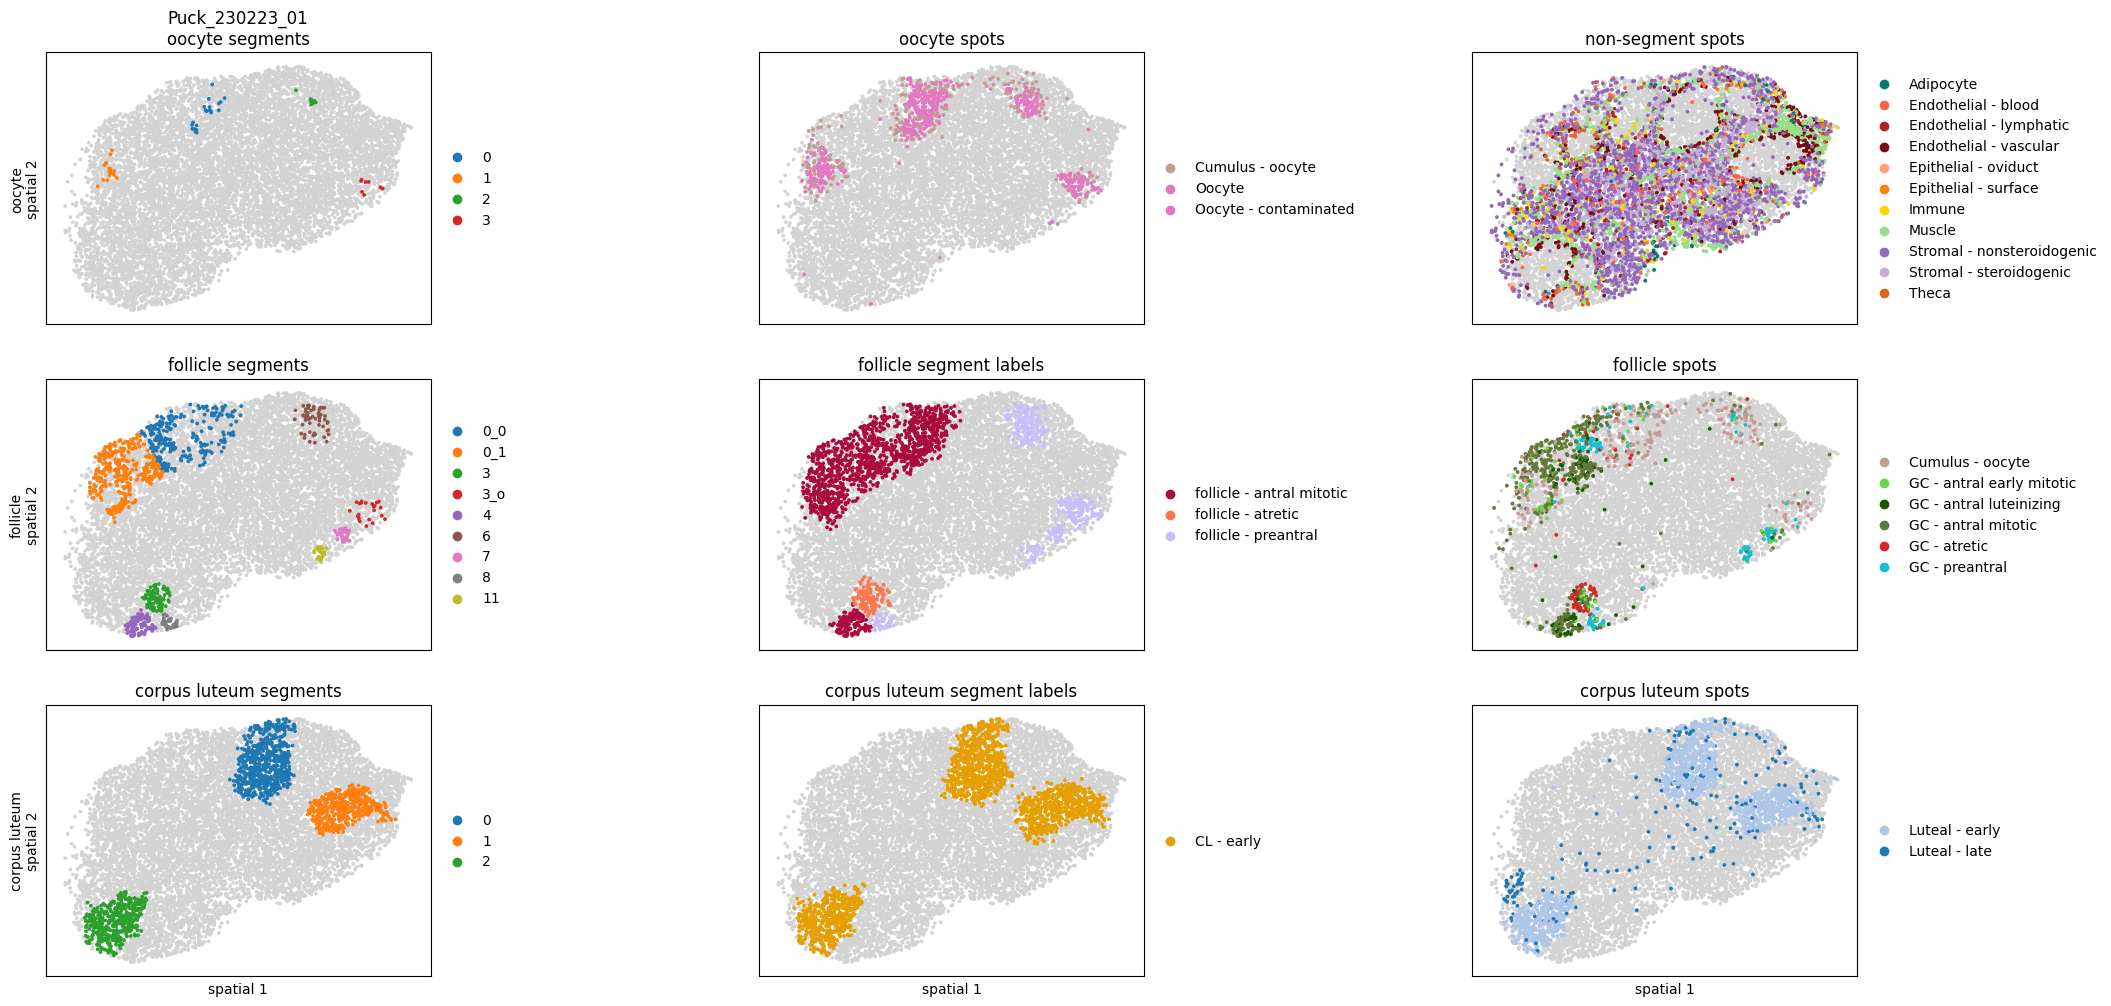 Puck_230223_01
oocyte segments
oocyte spots
non-segment spots
oocyte
spatial 2
0
1
2
3
Cumulus - oocyte
Oocyte
Oocyte - contaminated
Adipocyte
Endothelial - blood
Endothelial - lymphatic
Endothelial - vascular
Epithelial - oviduct
Epithelial - surface
Immune
Muscle
Stromal - nonsteroidogenic
Stromal - steroidogenic
Theca
follicle segments
follicle segment labels
follicle spots
follicle
spatial 2
0_0
0_1
3
3_o
4
6
7
8
11
follicle - antral mitotic
follicle - atretic
follicle - preantral
Cumulus - oocyte
GC - antral early mitotic
GC - antral luteinizing
GC - antral mitotic
GC - atretic
GC - preantral
corpus luteum segments
corpus luteum segment labels
corpus luteum spots
corpus luteum
spatial 2
0
1
2
CL - early
Luteal - early
Luteal - late
spatial 1
spatial 1
spatial 1